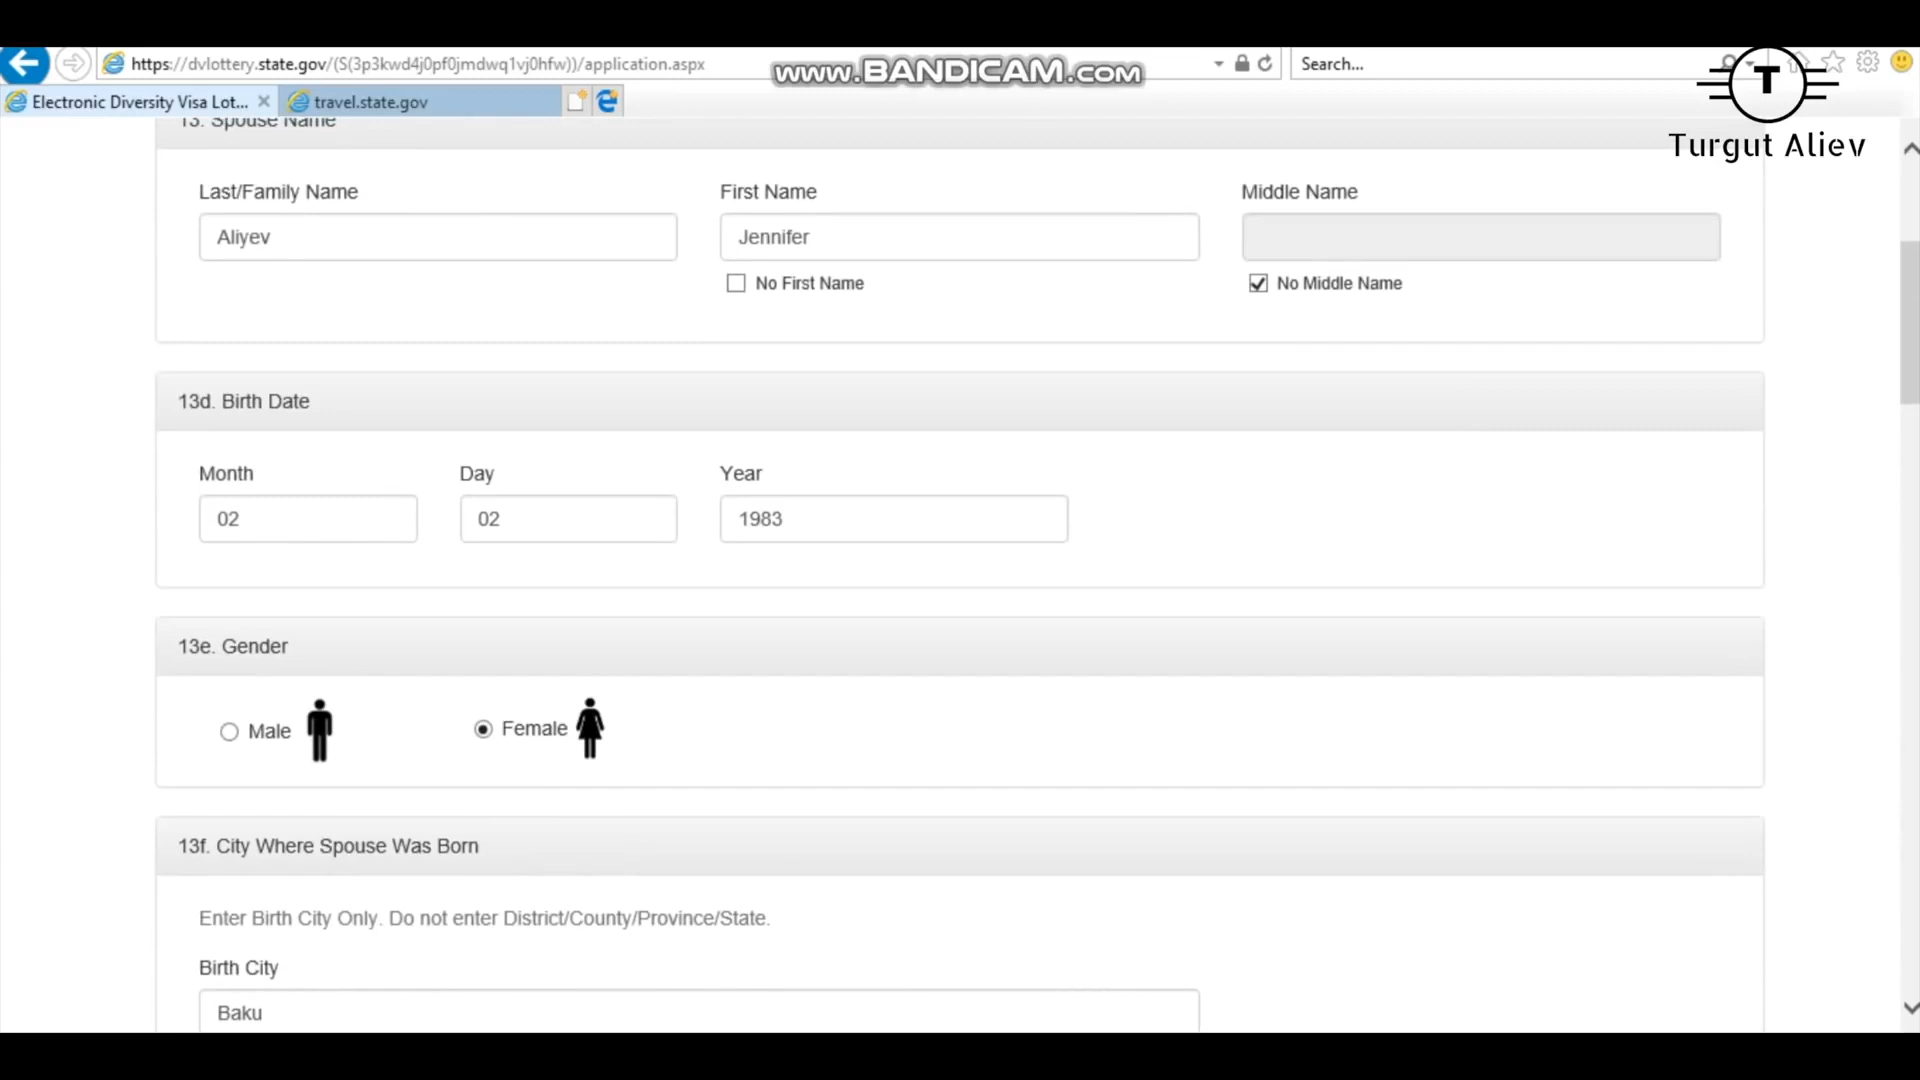 https://dvlottery.state.gov/(S(3p3kwd4j0pf0jmdwq1vj0hfw))/application.aspx
www.BANDICAM.com
Search...
Electronic Diversity Visa Lot...
travel.state.gov
T
Turgut Aliev
13. Spouse Name
Last/Family Name
First Name
Middle Name
Aliyev
Jennifer
No First Name
No Middle Name
13d. Birth Date
Month
Day
Year
02
02
1983
13e. Gender
Male
Female
13f. City Where Spouse Was Born
Enter Birth City Only. Do not enter District/County/Province/State.
Birth City
Baku